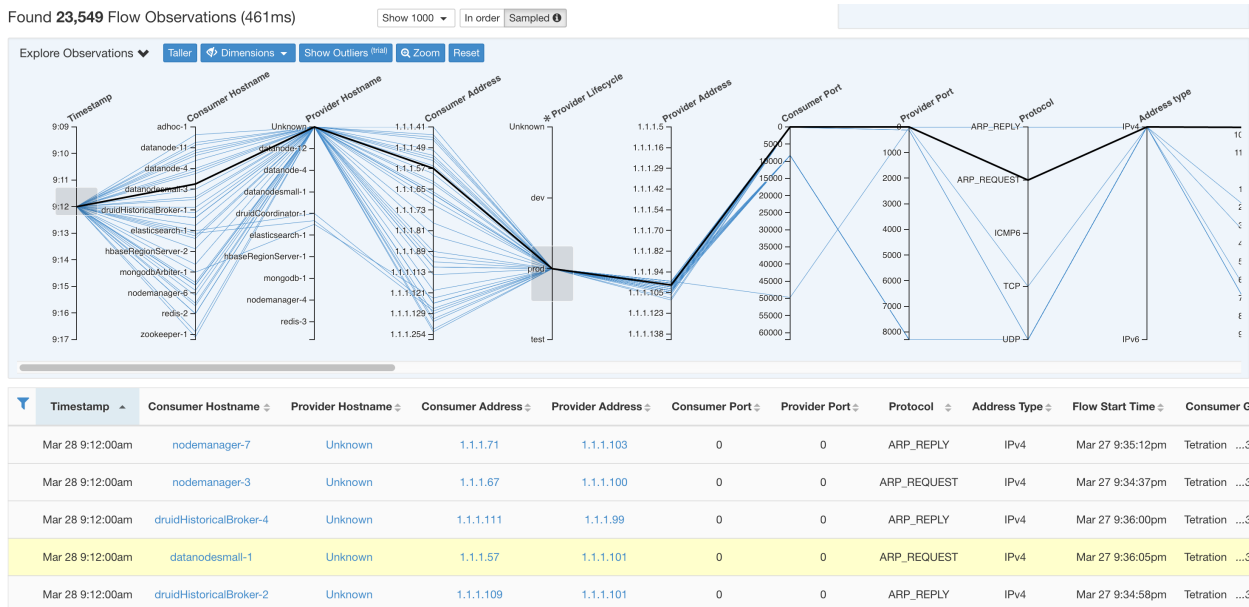 Found 23,549 Flow Observations (461ms)
Show 1000
In order
Sampled
Explore Observations
Taller
Dimensions
Show Outliers (trial)
Zoom
Reset
Timestamp
9:09
9:10
9:11
9:12
9:13
9:14
9:15
9:16
9:17
Consumer Hostname
adhoc-1
datanode-11
datanode-4
datanodesmall-3
druidHistoricalBroker-1
elasticsearch-1
hbaseRegionServer-2
mongodbArbiter-1
nodemanager-6
redis-2
zookeeper-1
Provider Hostname
Unknown
datanode-12
datanode-4
datanodesmall-1
druidCoordinator-1
elasticsearch-1
hbaseRegionServer-1
mongodb-1
nodemanager-4
redis-3
Consumer Address
1.1.1.41
1.1.1.49
1.1.1.57
1.1.1.65
1.1.1.73
1.1.1.81
1.1.1.89
1.1.1.113
1.1.1.121
1.1.1.129
1.1.1.254
* Provider Lifecycle
Unknown
dev
prod
test
Provider Address
1.1.1.5
1.1.1.16
1.1.1.29
1.1.1.42
1.1.1.54
1.1.1.70
1.1.1.82
1.1.1.94
1.1.1.105
1.1.1.123
1.1.1.138
Consumer Port
0
5000
10000
15000
20000
25000
30000
35000
40000
45000
50000
55000
60000
Provider Port
0
1000
2000
3000
4000
5000
6000
7000
8000
Protocol
ARP_REPLY
ARP_REQUEST
ICMP6
TCP
UDP
Address type
IPv4
IPv6
10
11
Timestamp Consumer Hostname Provider Hostname Consumer Address Provider Address Consumer Port Provider Port Protocol Address Type Flow Start Time Consumer G
Mar 28 9:12:00am nodemanager-7 Unknown 1.1.1.71 1.1.1.103 0 0 ARP_REPLY IPv4 Mar 27 9:35:12pm Tetration ...3
Mar 28 9:12:00am nodemanager-3 Unknown 1.1.1.67 1.1.1.100 0 0 ARP_REQUEST IPv4 Mar 27 9:34:37pm Tetration ...3
Mar 28 9:12:00am druidHistoricalBroker-4 Unknown 1.1.1.111 1.1.1.99 0 0 ARP_REPLY IPv4 Mar 27 9:36:00pm Tetration ...3
Mar 28 9:12:00am datanodesmall-1 Unknown 1.1.1.57 1.1.1.101 0 0 ARP_REQUEST IPv4 Mar 27 9:36:05pm Tetration ...3
Mar 28 9:12:00am druidHistoricalBroker-2 Unknown 1.1.1.109 1.1.1.101 0 0 ARP_REPLY IPv4 Mar 27 9:34:58pm Tetration ...3